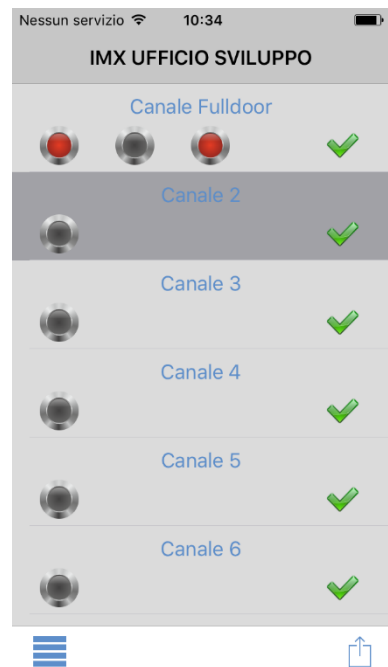 Nessun servizio 10:34
IMX UFFICIO SVILUPPO
Canale Fulldoor
Canale 2
Canale 3
Canale 4
Canale 5
Canale 6